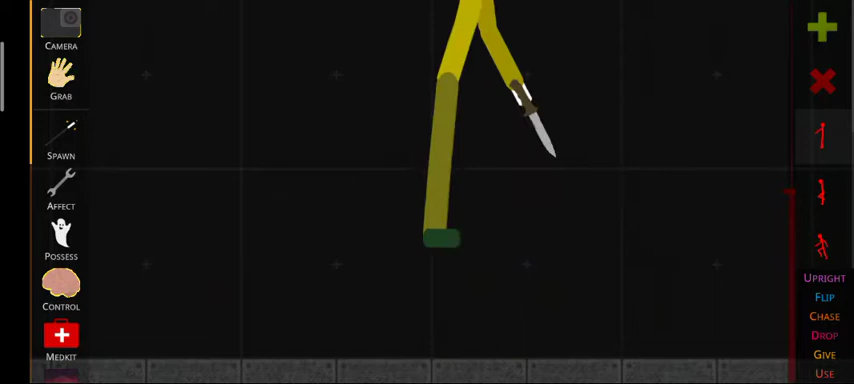 CAMERA
GRAB
SPAWN
AFFECT
POSSESS
CONTROL
MEDKIT
UPRIGHT
FLIP
CHASE
DROP
GIVE
USE